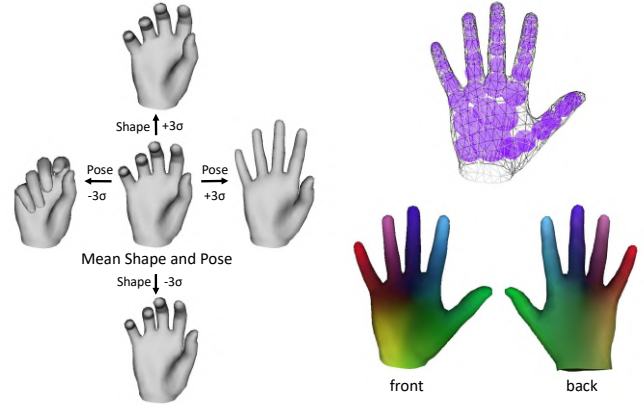 Shape +3σ
Pose
-3σ
Pose
+3σ
Mean Shape and Pose
Shape -3σ
front
back